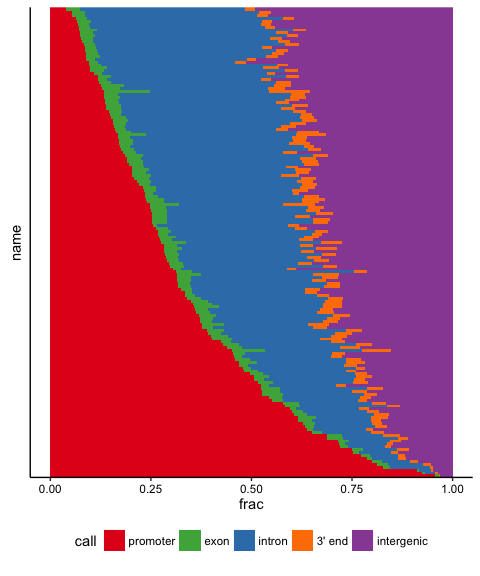 name
0.00 0.25 0.50 0.75 1.00
frac
call promoter exon intron 3' end intergenic